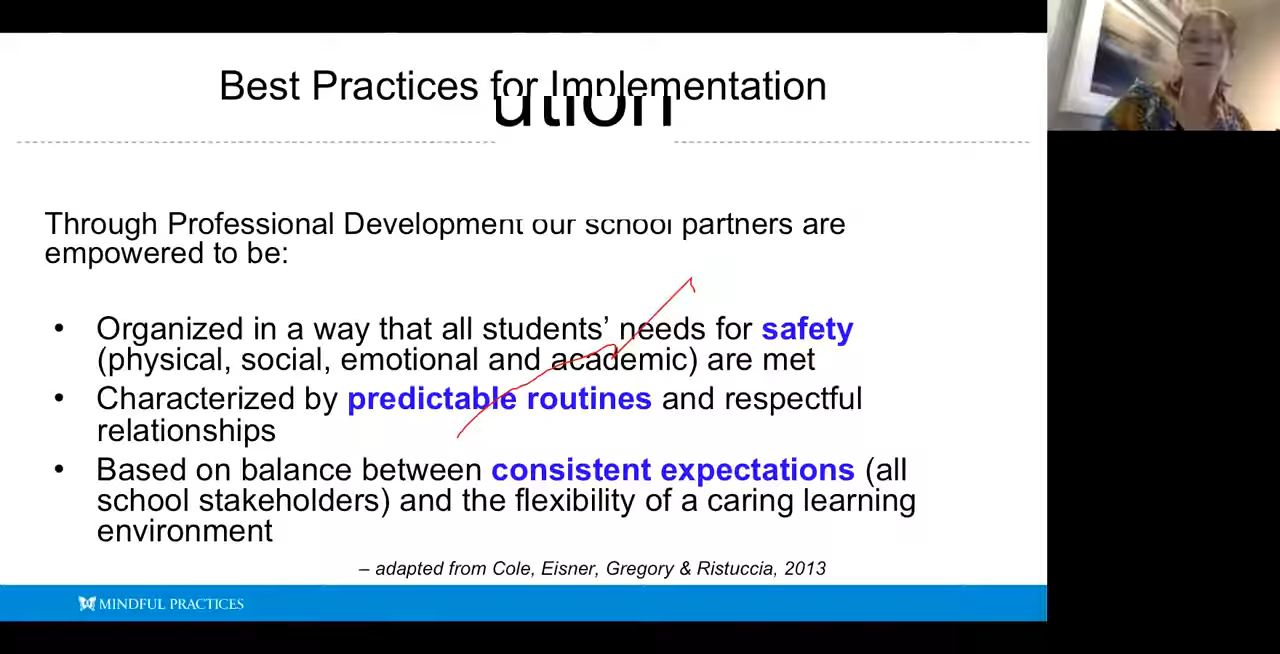 Best Practices for Implementation
ution
Through Professional Development our school partners are
empowered to be:
• Organized in a way that all students’ needs for safety
(physical, social, emotional and academic) are met
• Characterized by predictable routines and respectful
relationships
• Based on balance between consistent expectations (all
school stakeholders) and the flexibility of a caring learning
environment
– adapted from Cole, Eisner, Gregory & Ristuccia, 2013
MINDFUL PRACTICES